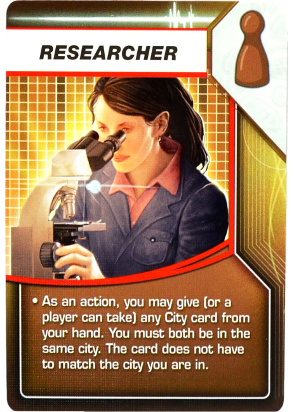 RESEARCHER
• As an action, you may give (or a
player can take) any City card from
your hand. You must both be in the
same city. The card does not have
to match the city you are in.